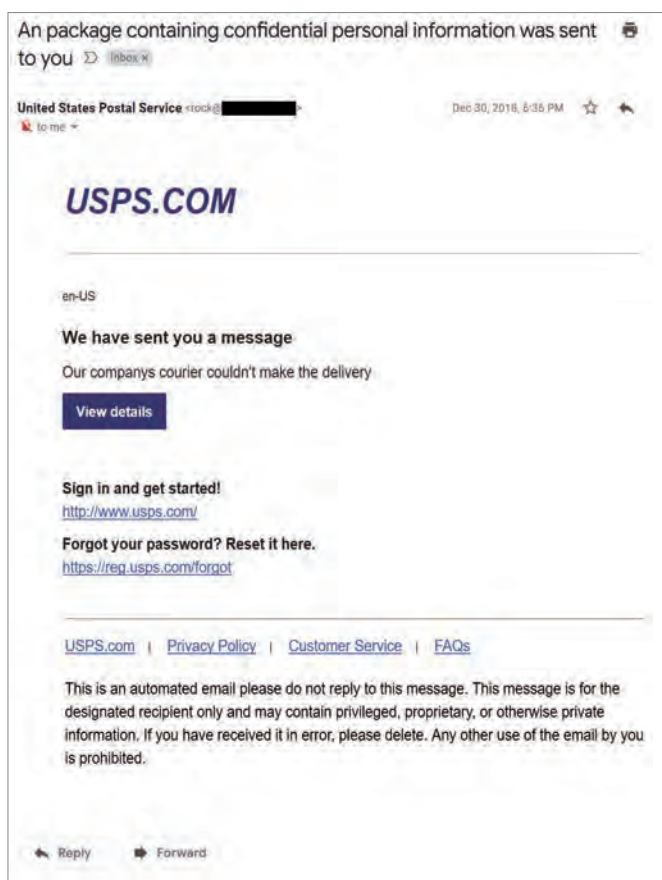 An package containing confidential personal information was sent
to you Inbox x
United States Postal Service <rock@ > Dec 30, 2018, 6:35 PM
to me
USPS.COM
en-US
We have sent you a message
Our companys courier couldn't make the delivery
View details
Sign in and get started!
http://www.usps.com/
Forgot your password? Reset it here.
https://reg.usps.com/forgot
USPS.com | Privacy Policy | Customer Service | FAQs
This is an automated email please do not reply to this message. This message is for the
designated recipient only and may contain privileged, proprietary, or otherwise private
information. If you have received it in error, please delete. Any other use of the email by you
is prohibited.
Reply Forward